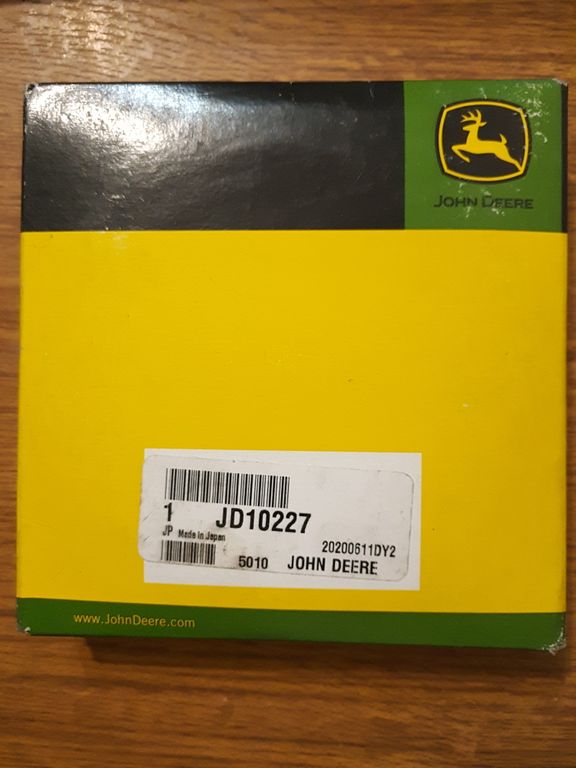 JOHN DEERE
1 JD10227
JP Made in Japan
20200611DY2
5010 JOHN DEERE
www.JohnDeere.com